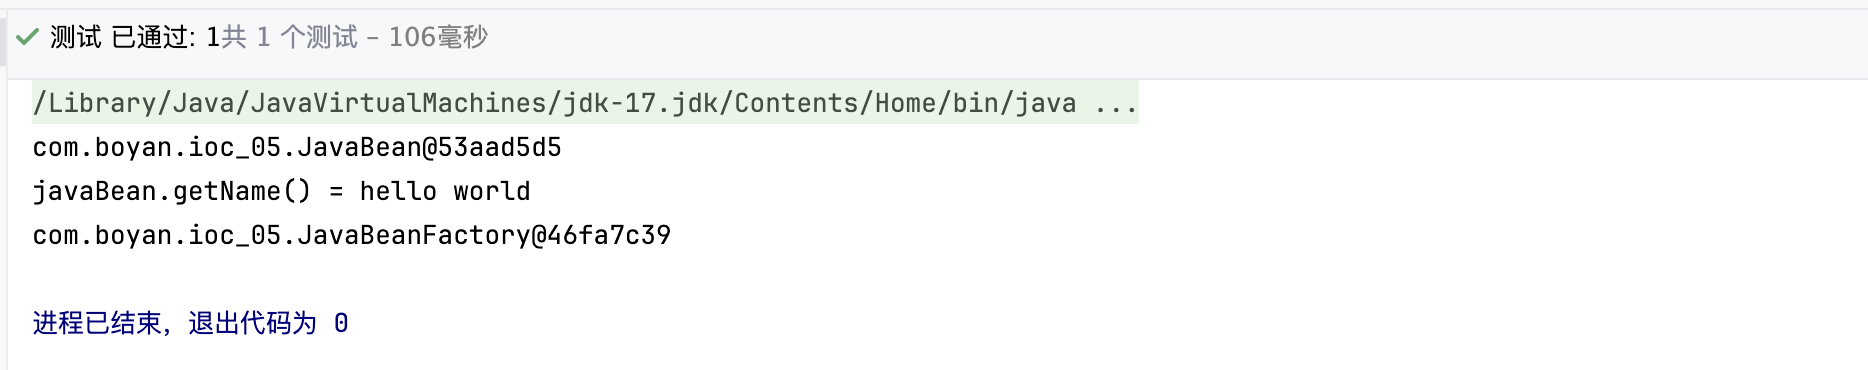 测试 已通过: 1共 1 个测试 – 106毫秒
/Library/Java/JavaVirtualMachines/jdk-17.jdk/Contents/Home/bin/java ...
com.boyan.ioc_05.JavaBean@53aad5d5
javaBean.getName() = hello world
com.boyan.ioc_05.JavaBeanFactory@46fa7c39
进程已结束，退出代码为 0